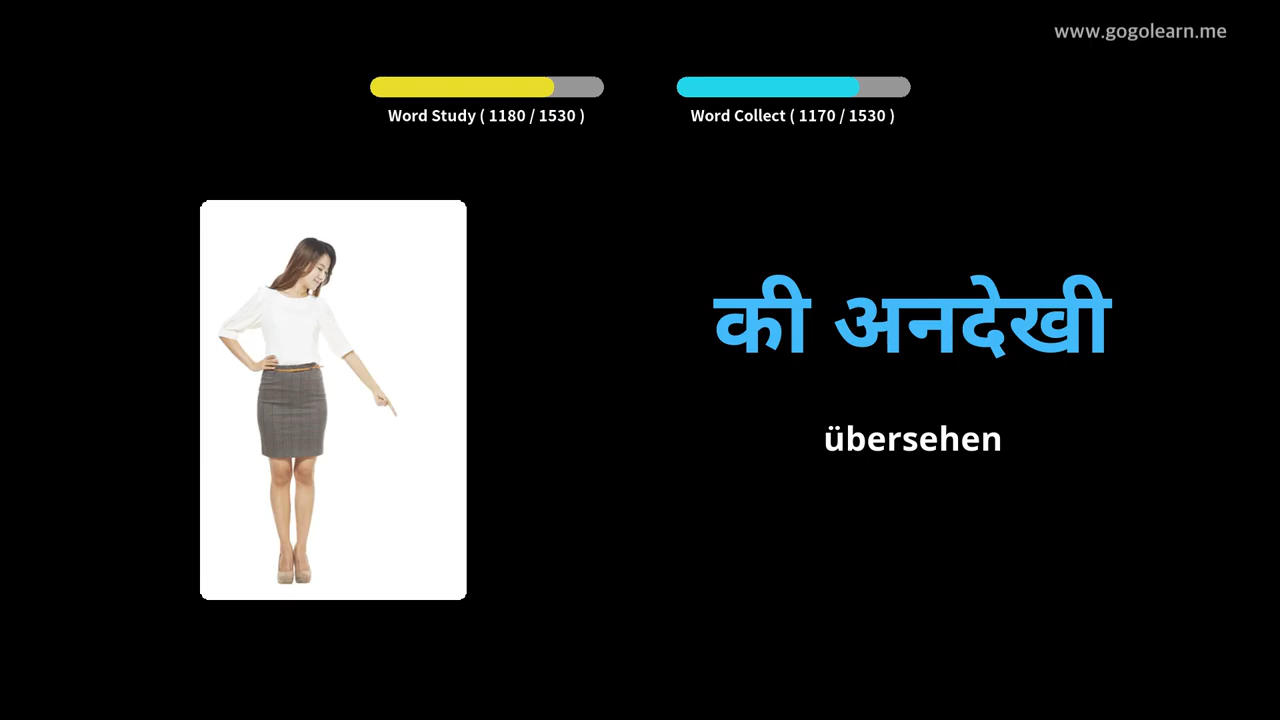 www.gogolearn.me
Word Study ( 1180 / 1530 )
Word Collect ( 1170 / 1530 )
की अनदेखी
übersehen